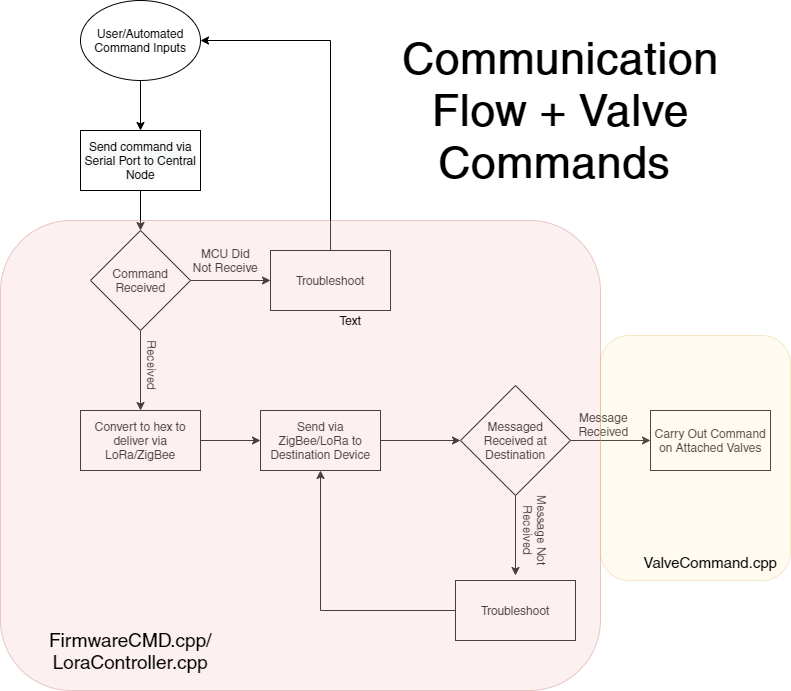 Communication
Flow + Valve
Commands
User/Automated
Command Inputs
Send command via
Serial Port to Central
Node
Command
Received
MCU Did
Not Receive
Troubleshoot
Text
Received
Convert to hex to
deliver via
LoRa/ZigBee
Send via
ZigBee/LoRa to
Destination Device
Messaged
Received at
Destination
Message
Received
Carry Out Command
on Attached Valves
Message Not
Received
Troubleshoot
ValveCommand.cpp
FirmwareCMD.cpp/
LoraController.cpp